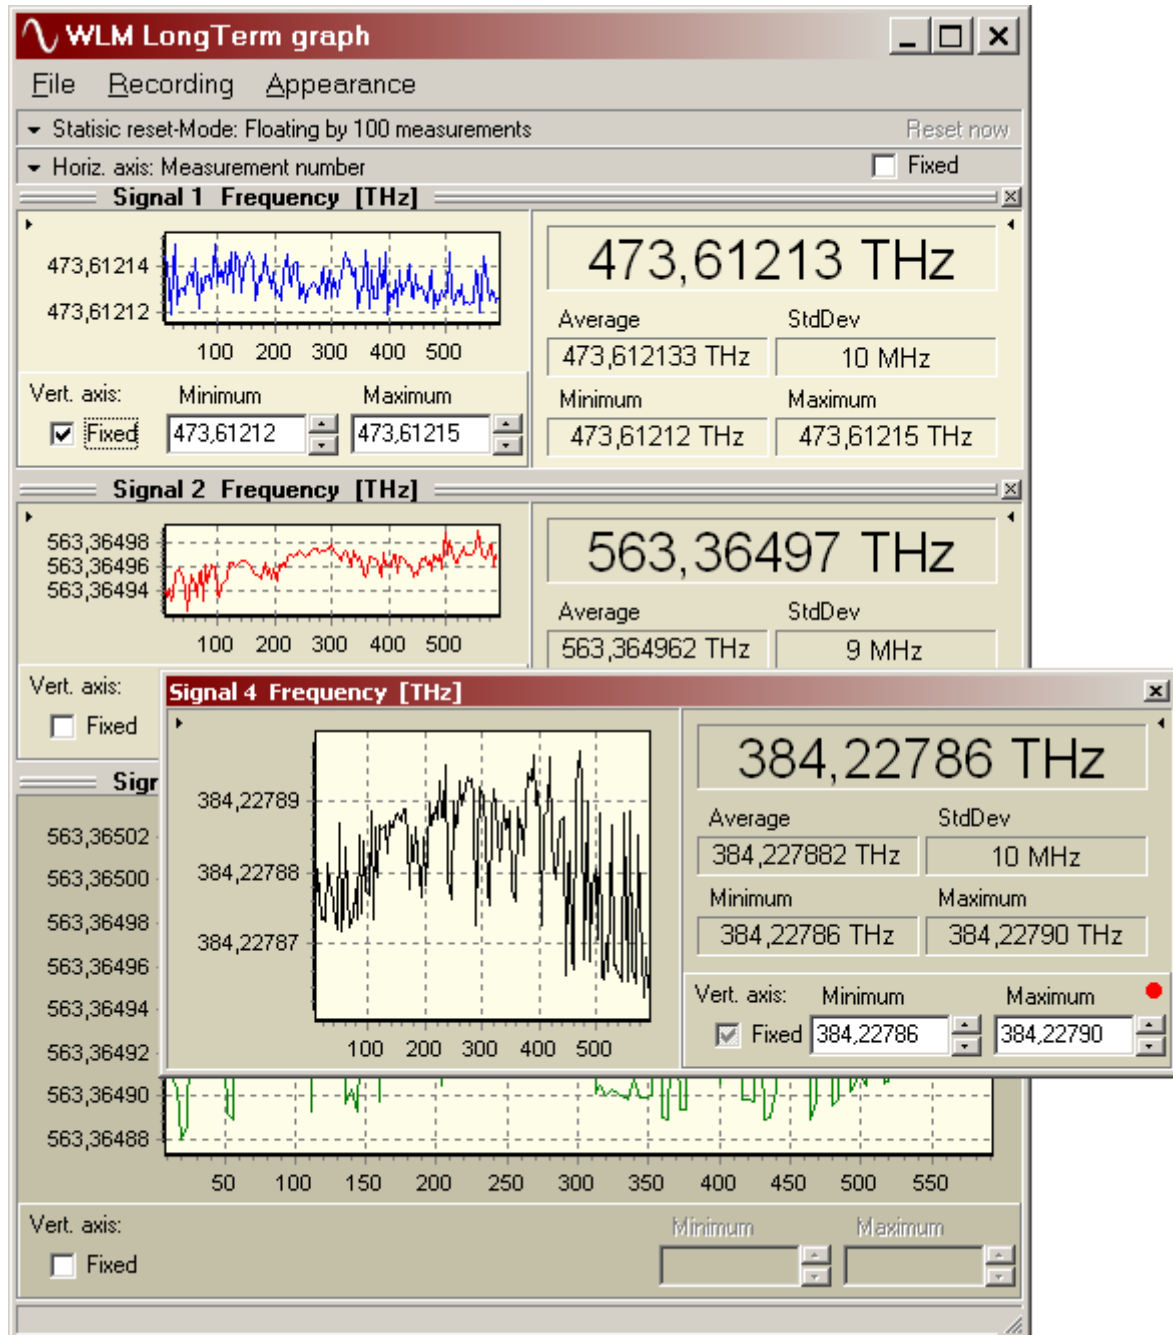 WLM LongTerm graph
File Recording Appearance
Statisic reset-Mode: Floating by 100 measurements Reset now
Horiz. axis: Measurement number Fixed
Signal 1 Frequency [THz]
473,61214
473,61212
100 200 300 400 500
473,61213 THz
Average StdDev
473,612133 THz 10 MHz
Vert. axis: Minimum Maximum
Fixed 473,61212 473,61215
Minimum Maximum
473,61212 THz 473,61215 THz
Signal 2 Frequency [THz]
563,36498
563,36496
563,36494
100 200 300 400 500
563,36497 THz
Average StdDev
563,364962 THz 9 MHz
Vert. axis:
Fixed
Signal 4 Frequency [THz]
384,22789
384,22788
384,22787
100 200 300 400 500
384,22786 THz
Average StdDev
384,227882 THz 10 MHz
Minimum Maximum
384,22786 THz 384,22790 THz
Vert. axis: Minimum Maximum
Fixed 384,22786 384,22790
Sigr
563,36502
563,36500
563,36498
563,36496
563,36494
563,36492
563,36490
563,36488
50 100 150 200 250 300 350 400 450 500 550
Vert. axis: Minimum Maximum
Fixed